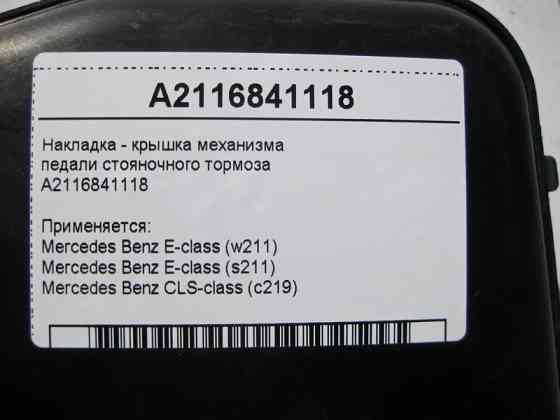 A2116841118
Накладка - крышка механизма
педали стояночного тормоза
A2116841118
Применяется:
Mercedes Benz E-class (w211)
Mercedes Benz E-class (s211)
Mercedes Benz CLS-class (c219)